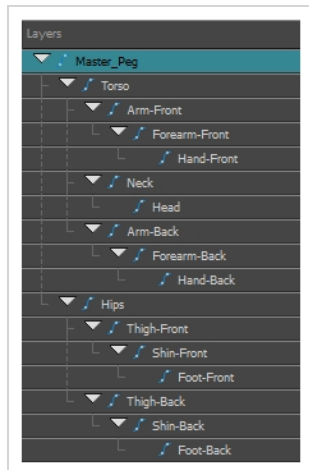 Layers
Master_Peg
Torso
Arm-Front
Forearm-Front
Hand-Front
Neck
Head
Arm-Back
Forearm-Back
Hand-Back
Hips
Thigh-Front
Shin-Front
Foot-Front
Thigh-Back
Shin-Back
Foot-Back